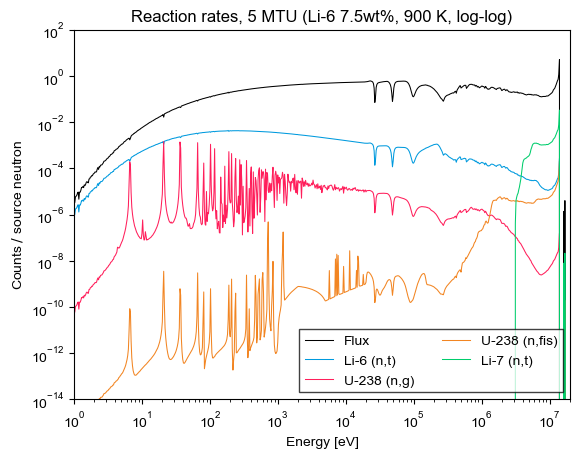 Reaction rates, 5 MTU (Li-6 7.5wt%, 900 K, log-log)
Counts / source neutron
10^2
10^0
10^-2
10^-4
10^-6
10^-8
10^-10
10^-12
10^-14
Flux
Li-6 (n,t)
U-238 (n,g)
U-238 (n,fis)
Li-7 (n,t)
10^0 10^1 10^2 10^3 10^4 10^5 10^6 10^7
Energy [eV]